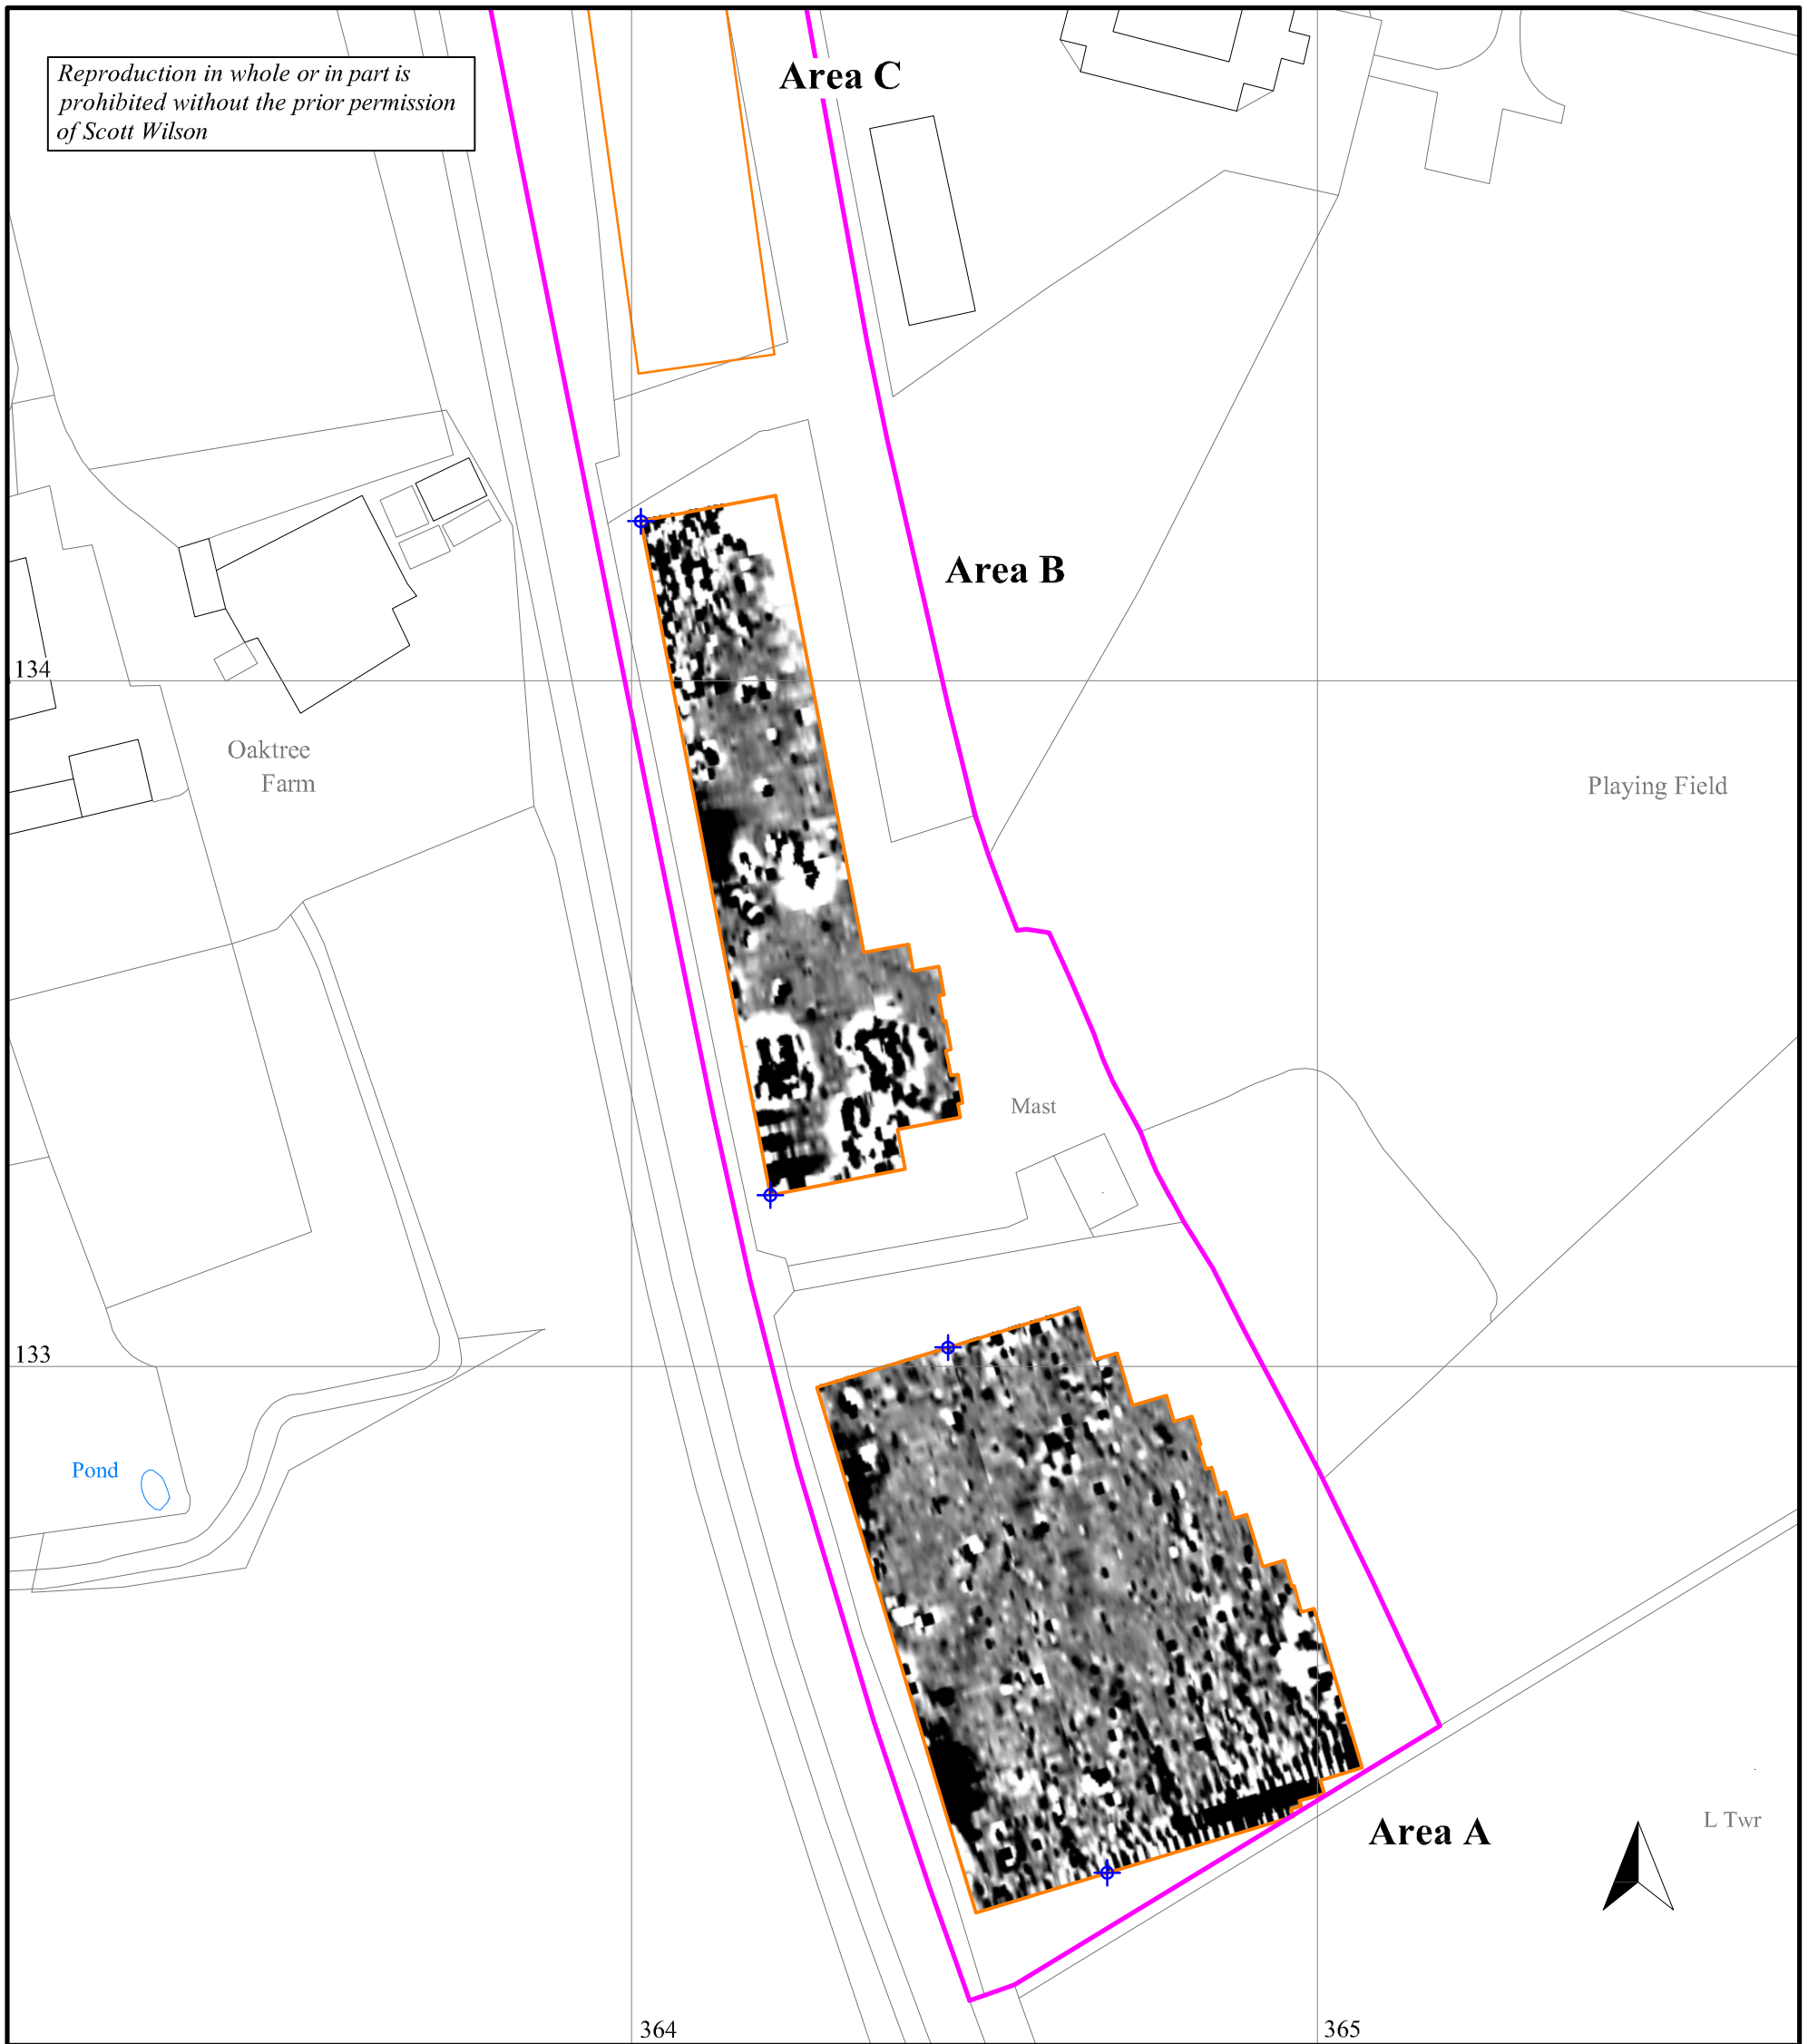 Reproduction in whole or in part is
prohibited without the prior permission
of Scott Wilson
Area C
Area B
134
Oaktree
Farm
Playing Field
Mast
133
Pond
Area A
L Twr
364
365